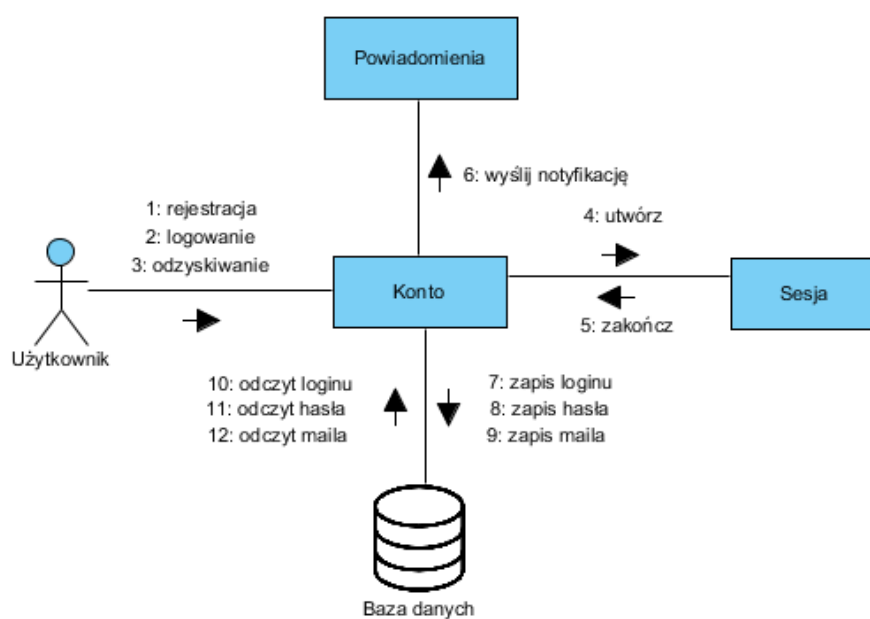 Powiadomienia
6: wyślij notyfikację
1: rejestracja
2: logowanie
3: odzyskiwanie
4: utwórz
Konto
Sesja
5: zakończ
Użytkownik
10: odczyt loginu
11: odczyt hasła
12: odczyt maila
7: zapis loginu
8: zapis hasła
9: zapis maila
Baza danych